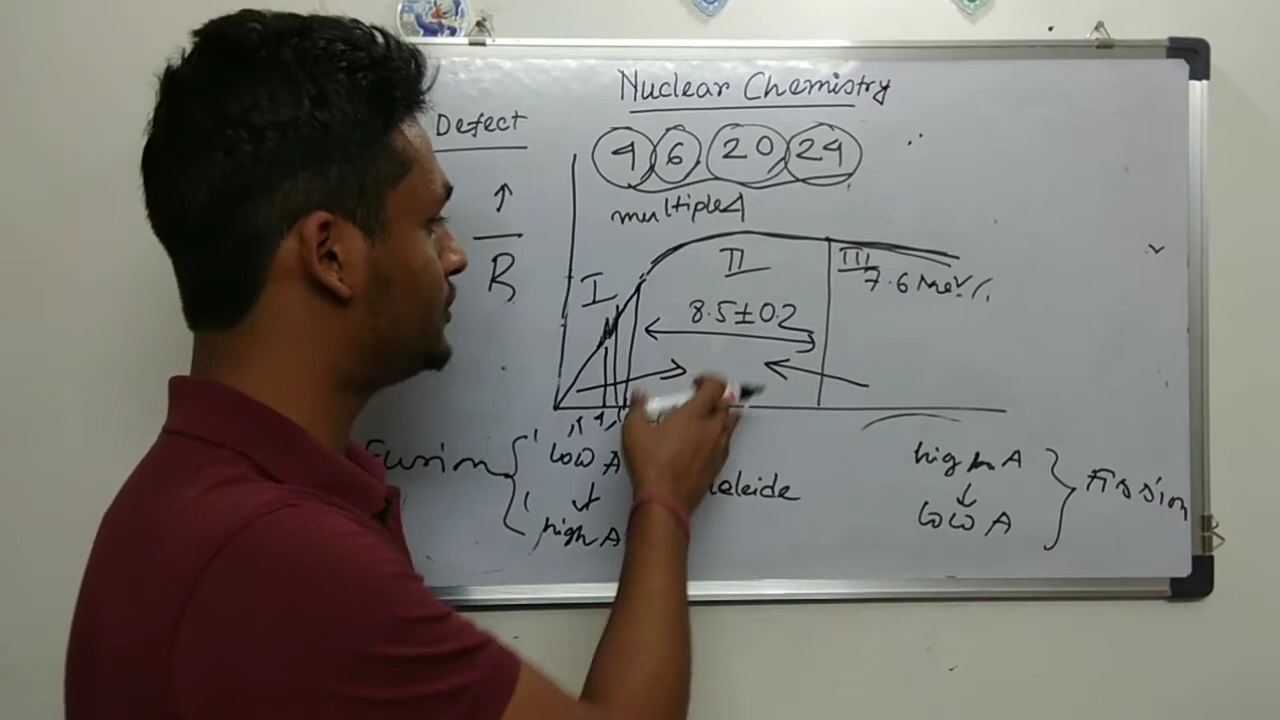 Nuclear Chemistry
Defect
4 6 20 24
multiple
↑
B
I
II
III
7.6 MeV/
8.5±0.2
Fusion
low A
↓
high A
high A
↓
low A
Fission